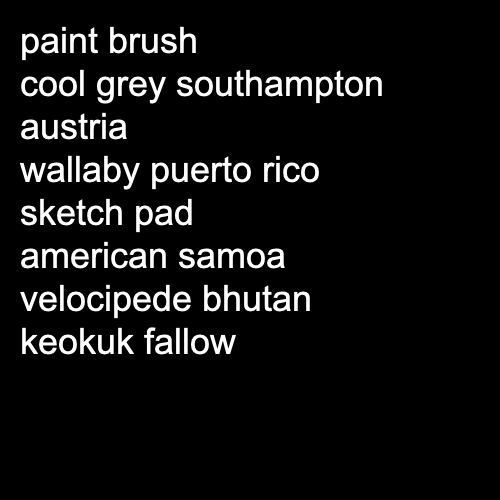 paint brush
cool grey southampton
austria
wallaby puerto rico
sketch pad
american samoa
velocipede bhutan
keokuk fallow